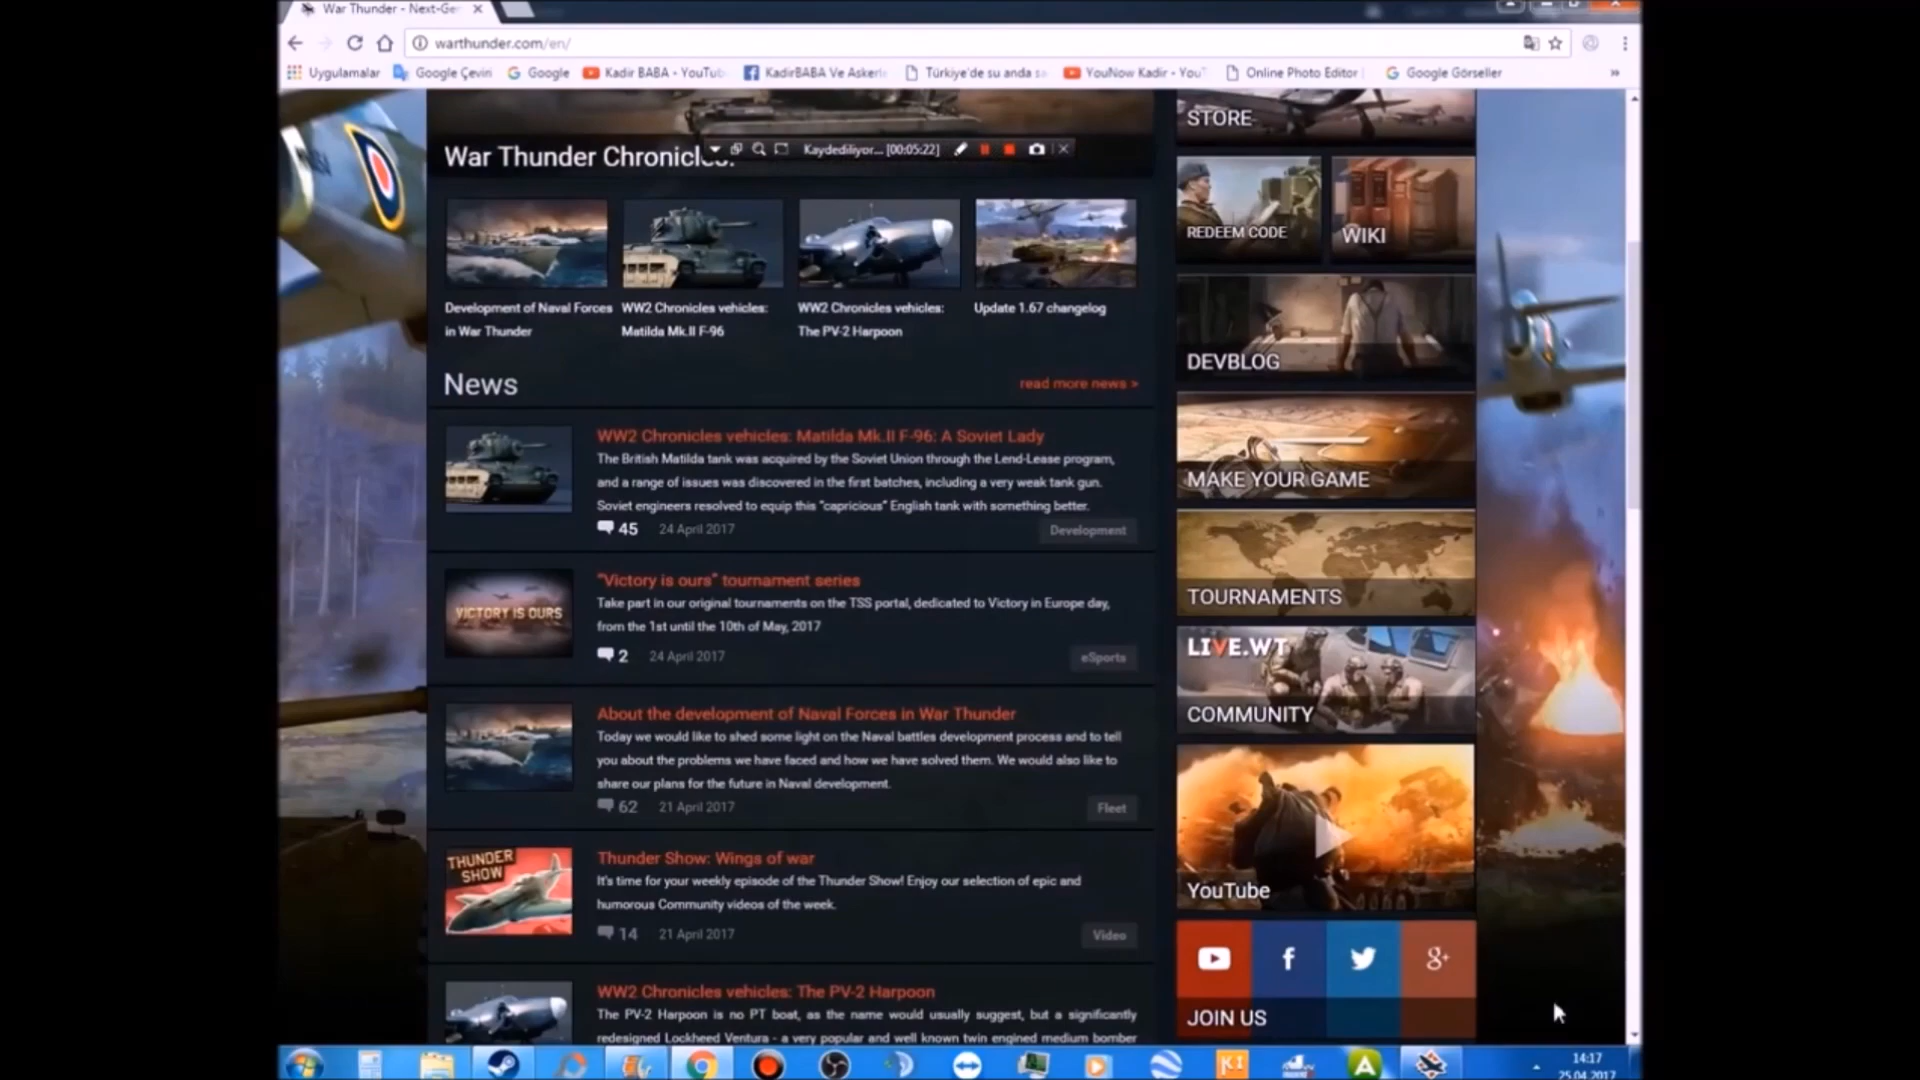 War Thunder - Next-Ge
warthunder.com/en/
Uygulamalar Google Çeviri Google Kadir BABA - YouTub KadirBABA Ve Askerle Türkiye'de su anda sa YouNow Kadir - YouT Online Photo Editor | Google Görseller »
War Thunder Chronicles
Kaydediliyor... [00:05:22]
Development of Naval Forces
in War Thunder
WW2 Chronicles vehicles:
Matilda Mk.II F-96
WW2 Chronicles vehicles:
The PV-2 Harpoon
Update 1.67 changelog
News
read more news >
WW2 Chronicles vehicles: Matilda Mk.II F-96: A Soviet Lady
The British Matilda tank was acquired by the Soviet Union through the Lend-Lease program,
and a range of issues was discovered in the first batches, including a very weak tank gun.
Soviet engineers resolved to equip this "capricious" English tank with something better.
45 24 April 2017
Development
VICTORY IS OURS
"Victory is ours" tournament series
Take part in our original tournaments on the TSS portal, dedicated to Victory in Europe day,
from the 1st until the 10th of May, 2017
2 24 April 2017
eSports
About the development of Naval Forces in War Thunder
Today we would like to shed some light on the Naval battles development process and to tell
you about the problems we have faced and how we have solved them. We would also like to
share our plans for the future in Naval development.
62 21 April 2017
Fleet
THUNDER
SHOW
Thunder Show: Wings of war
It's time for your weekly episode of the Thunder Show! Enjoy our selection of epic and
humorous Community videos of the week.
14 21 April 2017
Video
WW2 Chronicles vehicles: The PV-2 Harpoon
The PV-2 Harpoon is no PT boat, as the name would usually suggest, but a significantly
redesigned Lockheed Ventura - a very popular and well known twin engined medium bomber
STORE
REDEEM CODE
WIKI
DEVBLOG
MAKE YOUR GAME
TOURNAMENTS
LIVE.WT
COMMUNITY
YouTube
f
g+
JOIN US
KI
A
14:17
25.04.2017